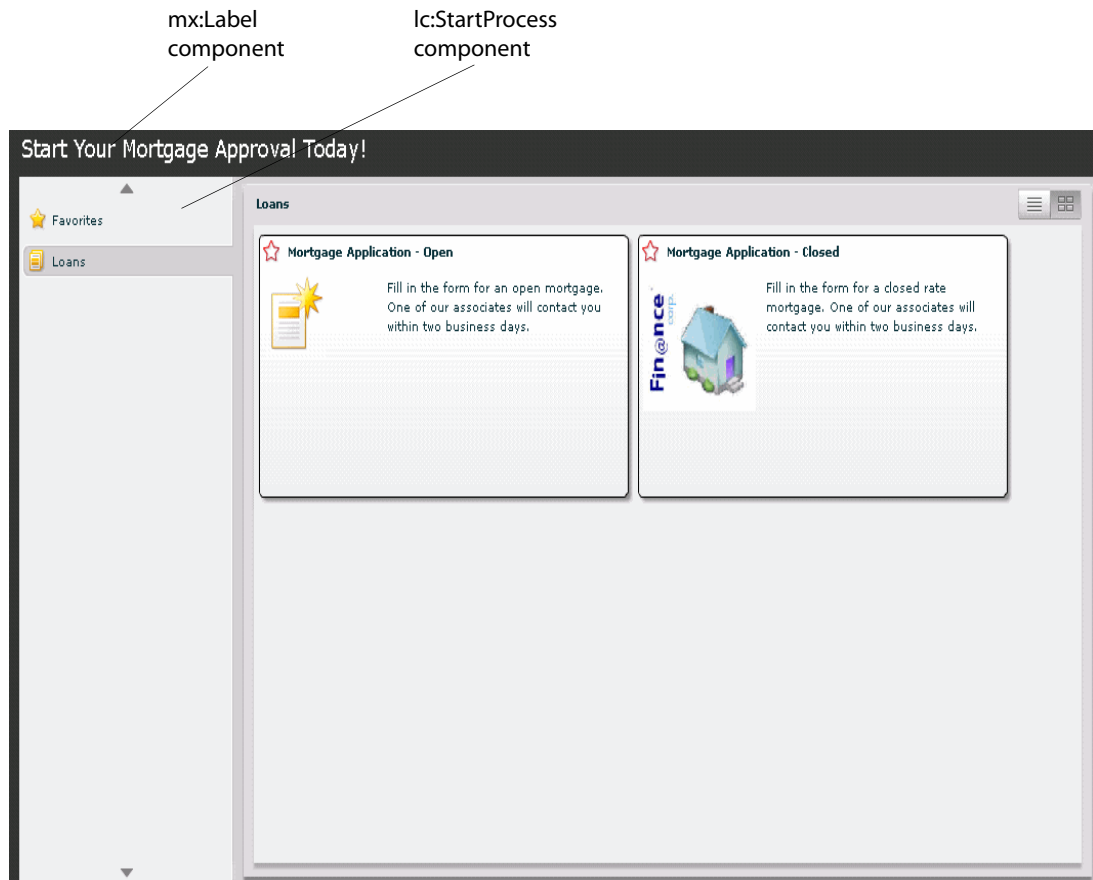 mx:Label
component
lc:StartProcess
component
Start Your Mortgage Approval Today!
Favorites
Loans
Loans
Mortgage Application - Open
Fill in the form for an open mortgage.
One of our associates will contact you
within two business days.
Mortgage Application - Closed
Fin@nce
corp.
Fill in the form for a closed rate
mortgage. One of our associates will
contact you within two business days.